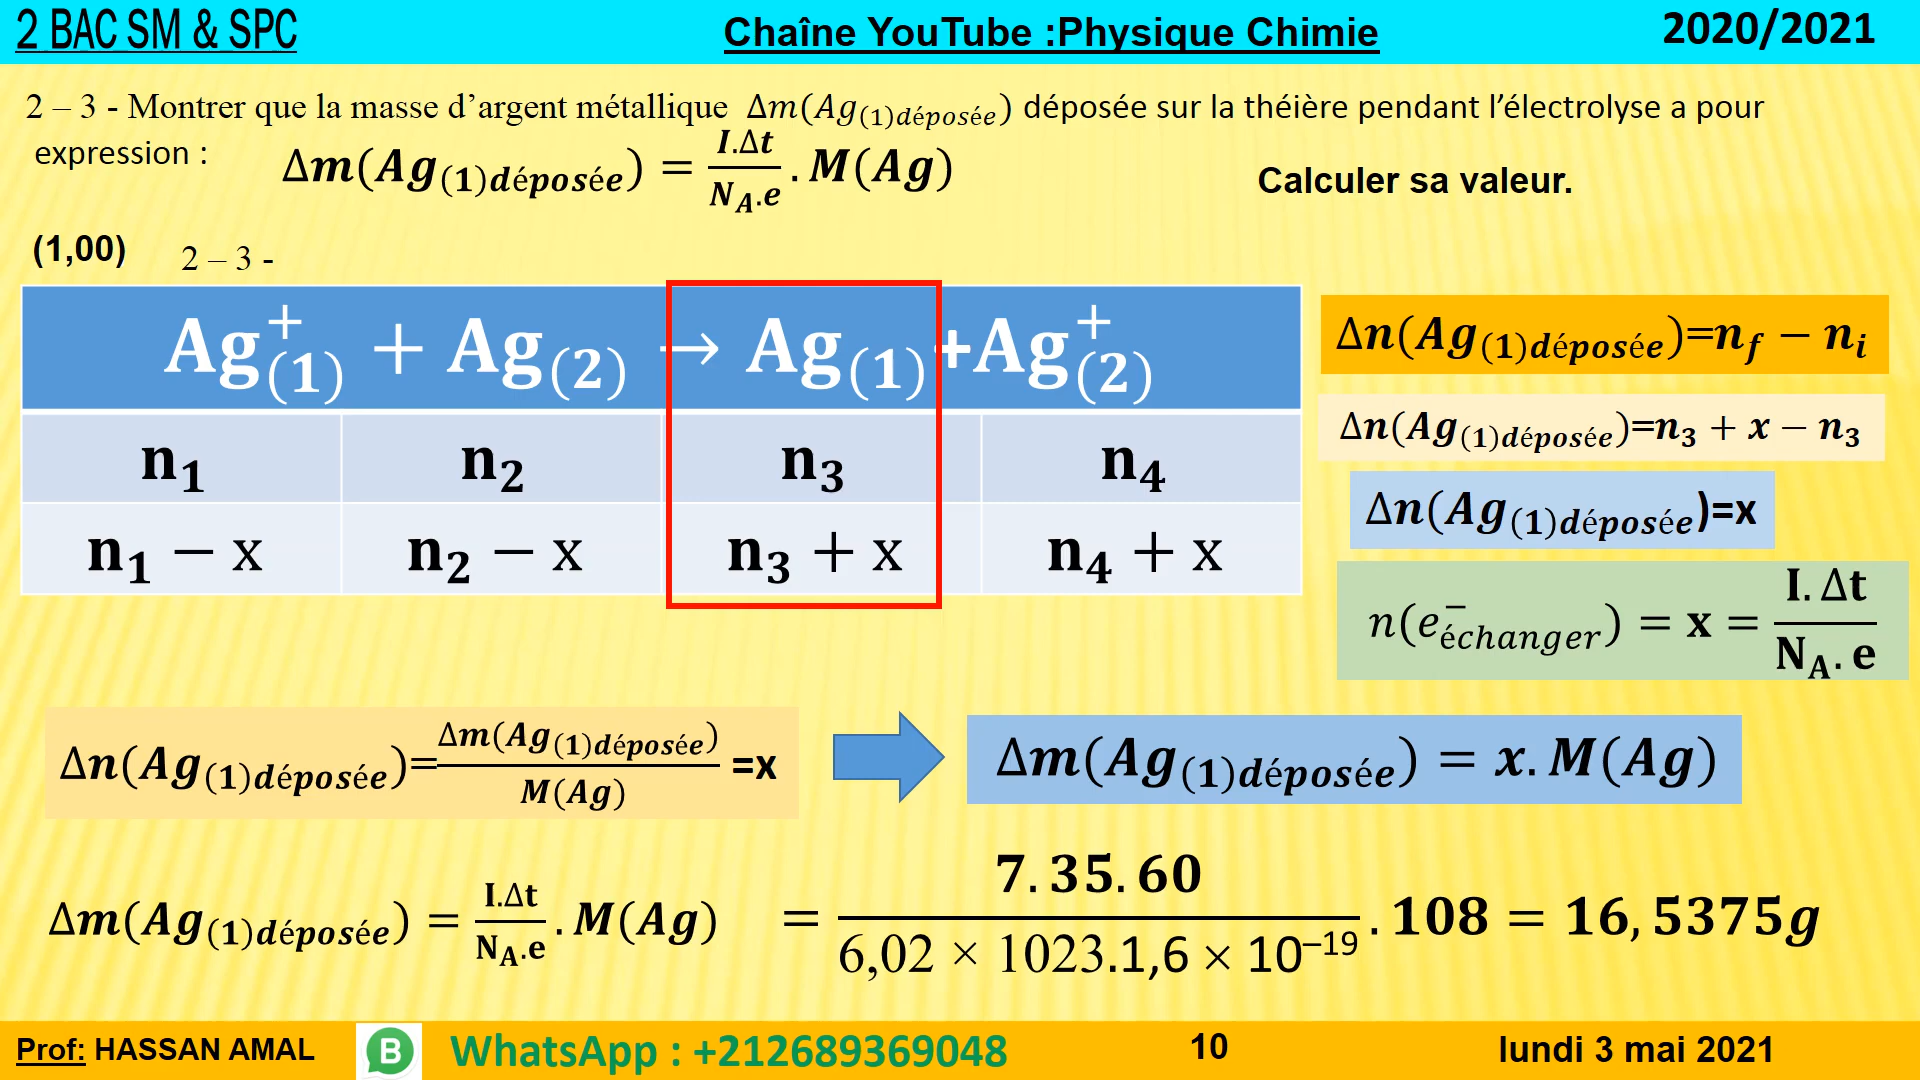 2 BAC SM & SPC
Chaîne YouTube :Physique Chimie
2020/2021
2 – 3 - Montrer que la masse d’argent métallique Δm(Ag₍₁₎déposée) déposée sur la théière pendant l’électrolyse a pour
expression : Δm(Ag₍₁₎déposée) = I.Δt / N_A.e . M(Ag)
Calculer sa valeur.
(1,00)
2 – 3 -
Ag⁺₍₁₎ + Ag₍₂₎ → Ag₍₁₎+Ag⁺₍₂₎
n₁ n₂ n₃ n₄
n₁ − x n₂ − x n₃ + x n₄ + x
Δn(Ag₍₁₎déposée)=n_f − n_i
Δn(Ag₍₁₎déposée)=n₃ + x − n₃
Δn(Ag₍₁₎déposée)=x
n(e⁻échanger) = x = I.Δt / N_A.e
Δn(Ag₍₁₎déposée)=Δm(Ag₍₁₎déposée) / M(Ag) =x
Δm(Ag₍₁₎déposée) = x.M(Ag)
Δm(Ag₍₁₎déposée) = I.Δt / N_A.e . M(Ag) = 7.35.60 / 6,02 × 1023.1,6 × 10⁻¹⁹ . 108 = 16,5375g
Prof: HASSAN AMAL
B
WhatsApp : +212689369048
10
lundi 3 mai 2021